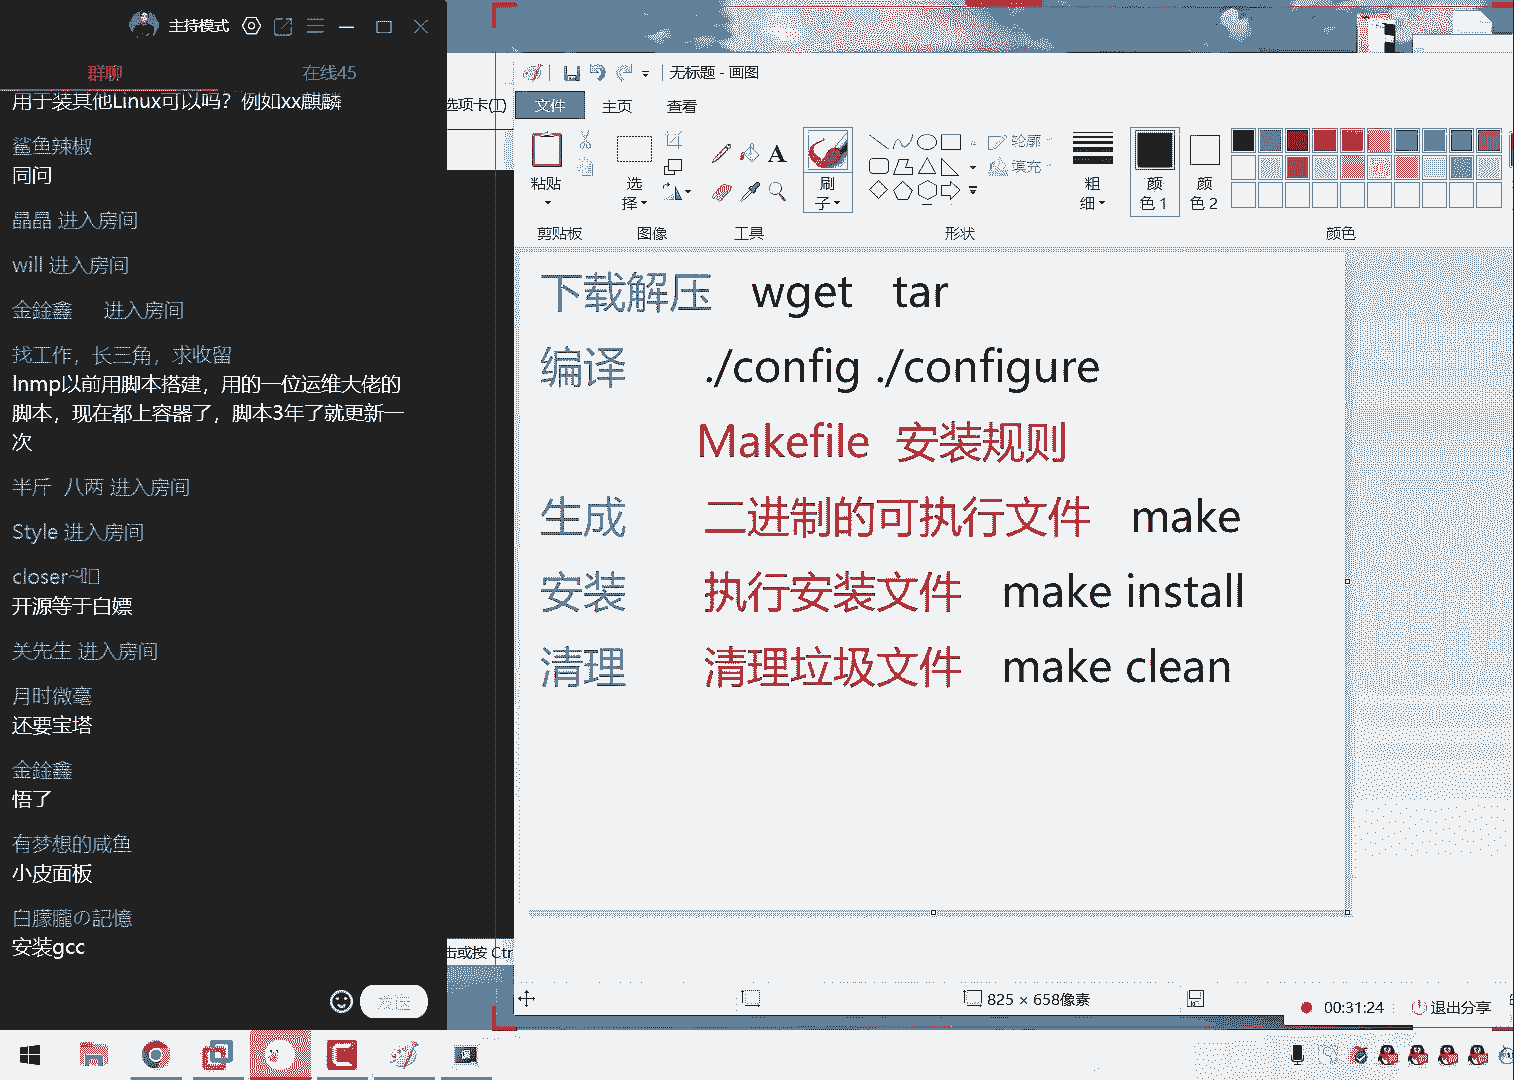 主持模式
群聊
在线45
用于装其他Linux可以吗？例如xx麒麟
鲨鱼辣椒
同问
晶晶 进入房间
will 进入房间
金鍂鑫 进入房间
找工作，长三角，求收留
lnmp以前用脚本搭建，用的一位运维大佬的
脚本，现在都上容器了，脚本3年了就更新一
次
半斤 八两 进入房间
Style 进入房间
closer
开源等于白嫖
关先生 进入房间
月时微毫
还要宝塔
金鍂鑫
悟了
有梦想的咸鱼
小皮面板
白朦朧の記憶
安装gcc
发送
选项卡(I)
击或按 Ctr
无标题 - 画图
文件
主页
查看
粘贴
剪贴板
选
择
图像
A
工具
刷
子
轮廓
填充
形状
粗
细
颜
色 1
颜
色 2
颜色
下载解压 wget tar
编译 ./config ./configure
Makefile 安装规则
生成 二进制的可执行文件 make
安装 执行安装文件 make install
清理 清理垃圾文件 make clean
825 × 658像素
00:31:24
退出分享